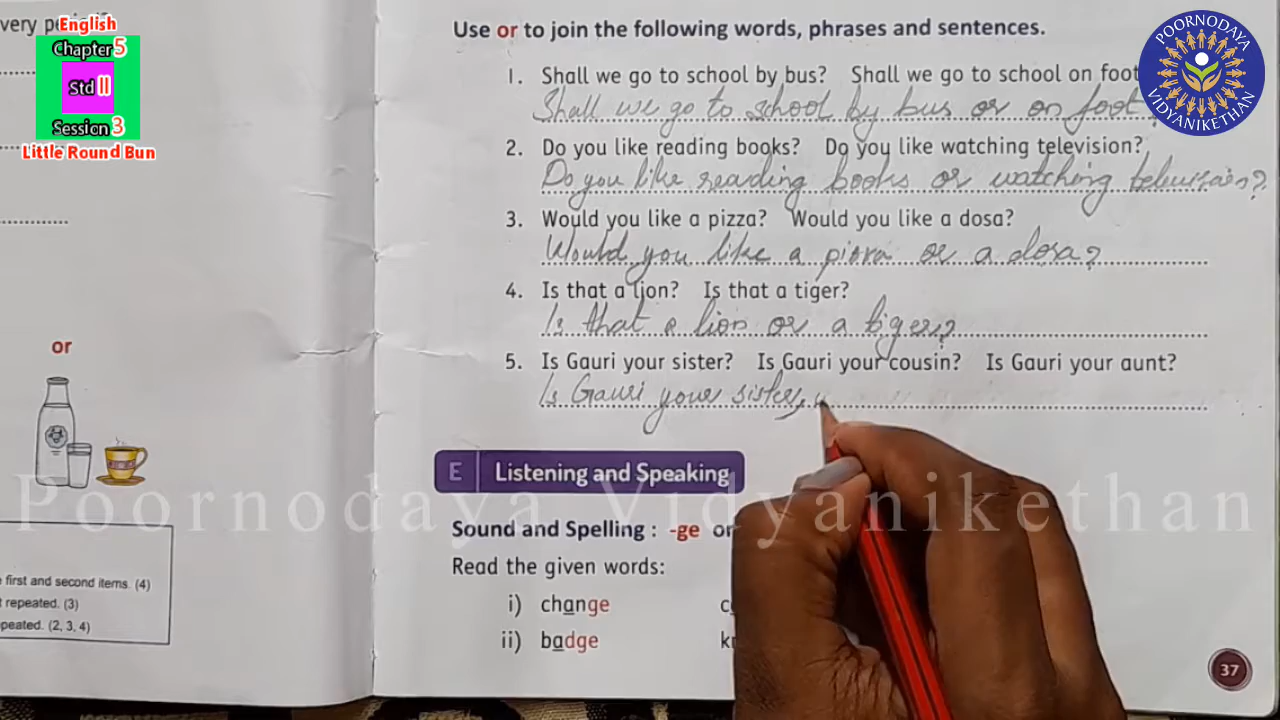 English
Chapter 5
Std II
Session 3
Little Round Bun
very
or
first and second items. (4)
repeated. (3)
peated. (2, 3, 4)
Use or to join the following words, phrases and sentences.
1. Shall we go to school by bus? Shall we go to school on foot
Shall we go to school by bus or on foot
2. Do you like reading books? Do you like watching television?
Do you like reading books or watching television?
3. Would you like a pizza? Would you like a dosa?
Would you like a pizza or a dosa?
4. Is that a lion? Is that a tiger?
Is that a lion or a tiger?
5. Is Gauri your sister? Is Gauri your cousin? Is Gauri your aunt?
Is Gauri your sister,
E Listening and Speaking
Sound and Spelling : -ge or
Read the given words:
i) change
ii) badge
37
POORNODAYA VIDYANIKETHAN
Poornodaya Vidyanikethan